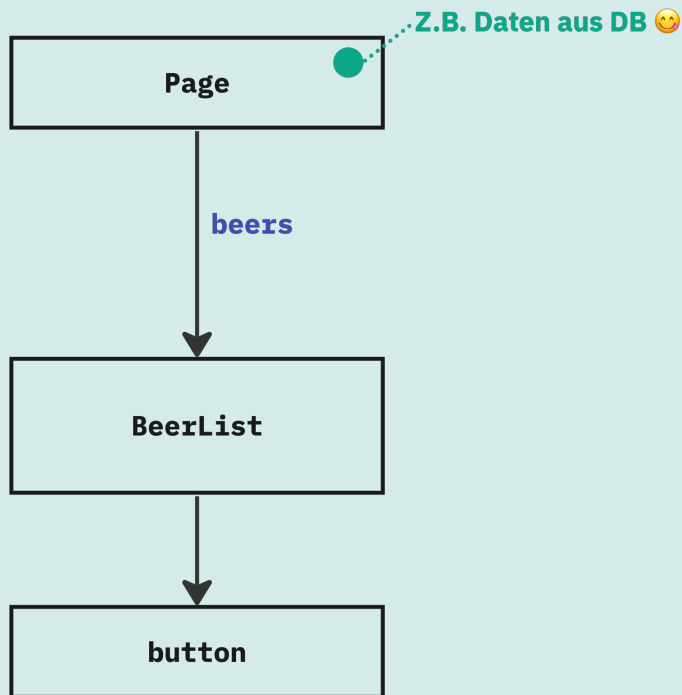 Z.B. Daten aus DB 😋
Page
beers
BeerList
button